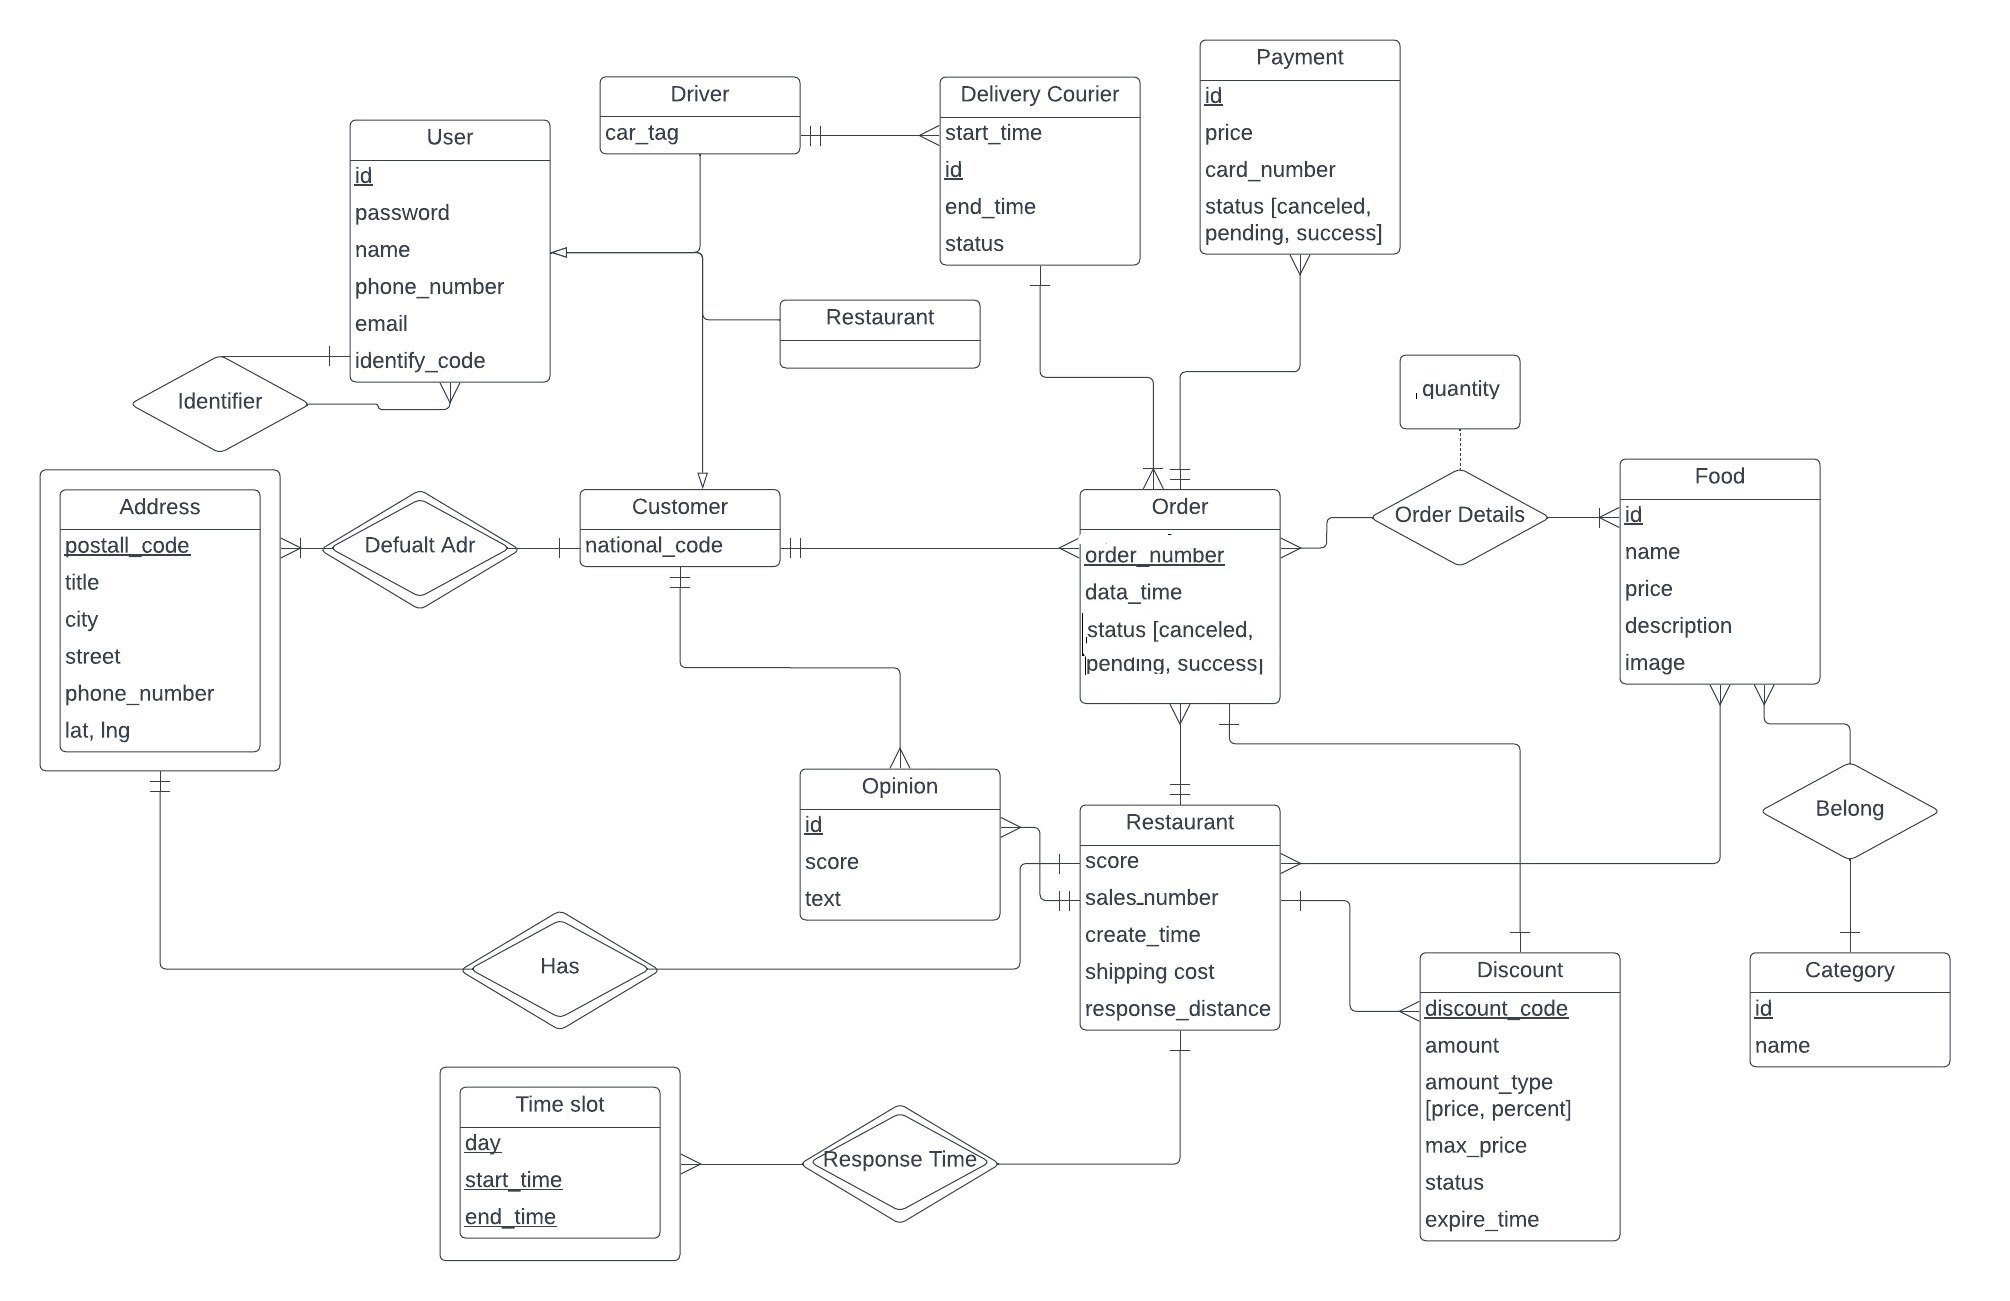 Payment
id
price
card_number
status [canceled,
pending, success]
Driver
car_tag
Delivery Courier
start_time
id
end_time
status
User
id
password
name
phone_number
email
identify_code
Restaurant
Identifier
quantity
Order Details
Food
id
name
price
description
image
Address
postall_code
title
city
street
phone_number
lat, lng
Defualt Adr
Customer
national_code
Order
order_number
data_time
status [canceled,
pending, success]
Opinion
id
score
text
Restaurant
score
sales_number
create_time
shipping cost
response_distance
Belong
Has
Discount
discount_code
amount
amount_type
[price, percent]
max_price
status
expire_time
Category
id
name
Time slot
day
start_time
end_time
Response Time